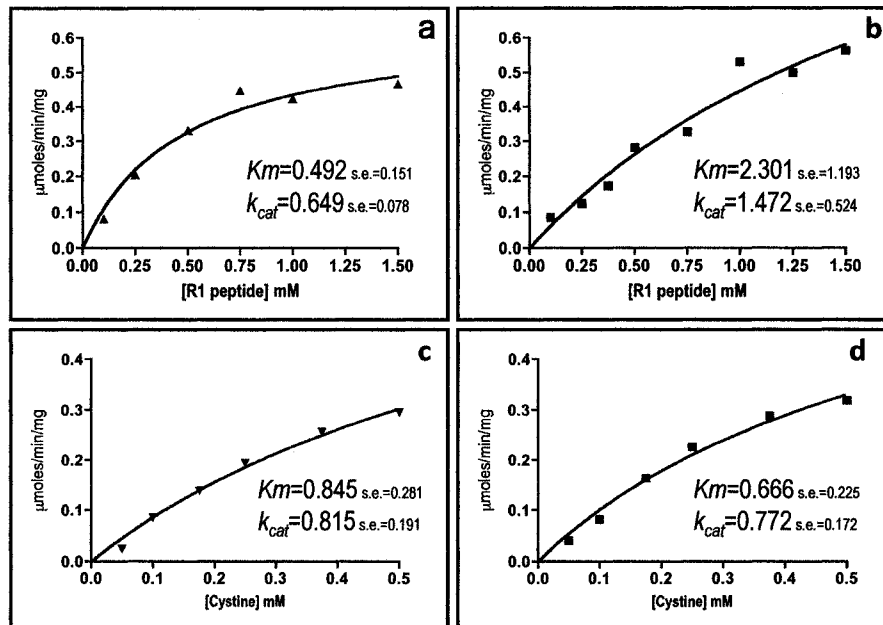 a
μmoles/min/mg
0.6
0.5
0.4
0.3
0.2
0.1
0.0
Km=0.492 s.e.=0.151
kcat=0.649 s.e.=0.078
0.00 0.25 0.50 0.75 1.00 1.25 1.50
[R1 peptide] mM
b
μmoles/min/mg
0.6
0.5
0.4
0.3
0.2
0.1
0.0
Km=2.301 s.e.=1.193
kcat=1.472 s.e.=0.524
0.00 0.25 0.50 0.75 1.00 1.25 1.50
[R1 peptide] mM
c
μmoles/min/mg
0.4
0.3
0.2
0.1
0.0
Km=0.845 s.e.=0.281
kcat=0.815 s.e.=0.191
0.0 0.1 0.2 0.3 0.4 0.5
[Cystine] mM
d
μmoles/min/mg
0.4
0.3
0.2
0.1
0.0
Km=0.666 s.e.=0.225
kcat=0.772 s.e.=0.172
0.0 0.1 0.2 0.3 0.4 0.5
[Cystine] mM